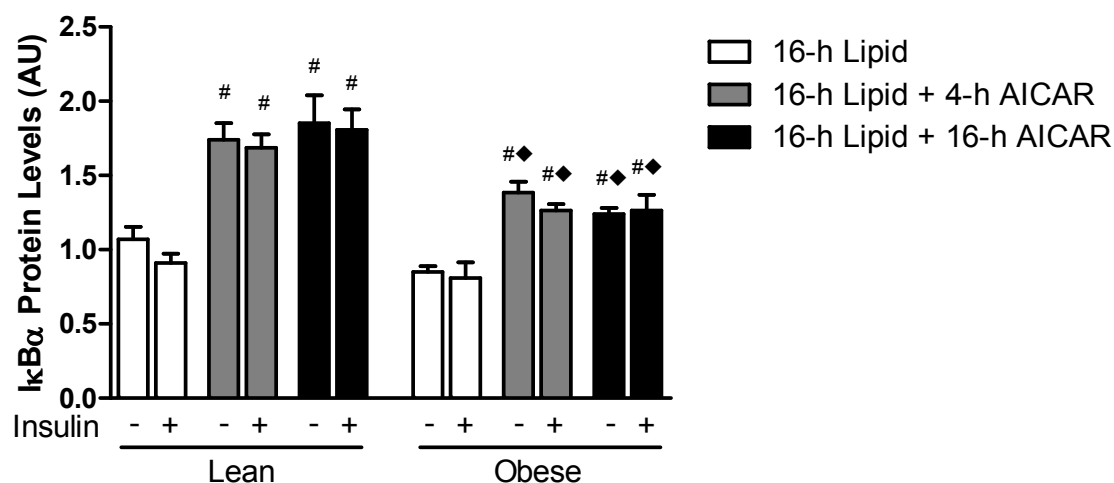 IκBα Protein Levels (AU)
2.5
2.0
1.5
1.0
0.5
0.0
# # # #
#◆ #◆ #◆ #◆
16-h Lipid
16-h Lipid + 4-h AICAR
16-h Lipid + 16-h AICAR
Insulin - + - + - + - + - + - +
Lean Obese